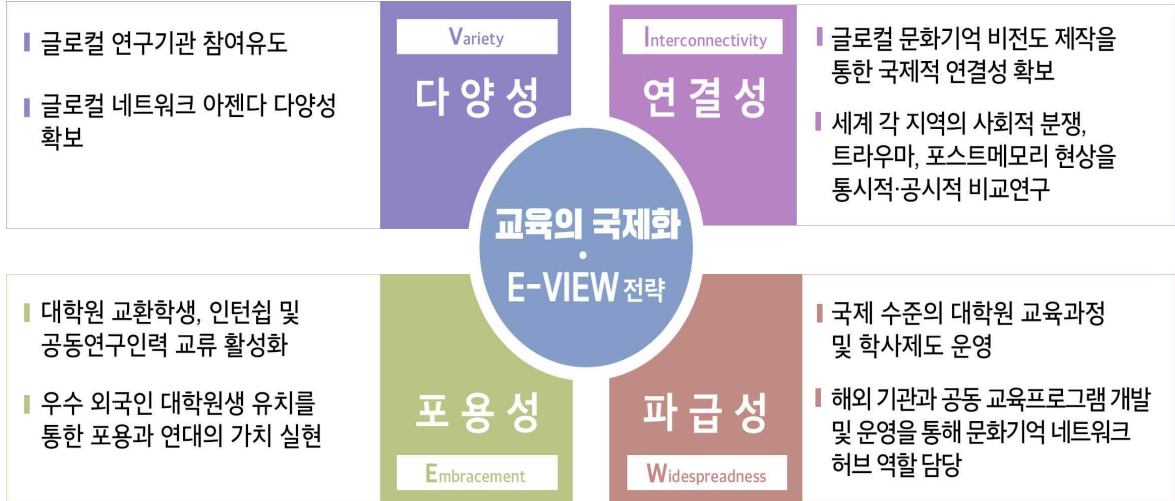 글로컬 연구기관 참여유도
글로컬 네트워크 아젠다 다양성
확보
Variety
다양성
Interconnectivity
연결성
글로컬 문화기억 비전도 제작을
통한 국제적 연결성 확보
세계 각 지역의 사회적 분쟁,
트라우마, 포스트메모리 현상을
통시적·공시적 비교연구
교육의 국제화
·
E-VIEW 전략
대학원 교환학생, 인턴쉽 및
공동연구인력 교류 활성화
우수 외국인 대학원생 유치를
통한 포용과 연대의 가치 실현
포용성
Embracement
파급성
Widespreadness
국제 수준의 대학원 교육과정
및 학사제도 운영
해외 기관과 공동 교육프로그램 개발
및 운영을 통해 문화기억 네트워크
허브 역할 담당